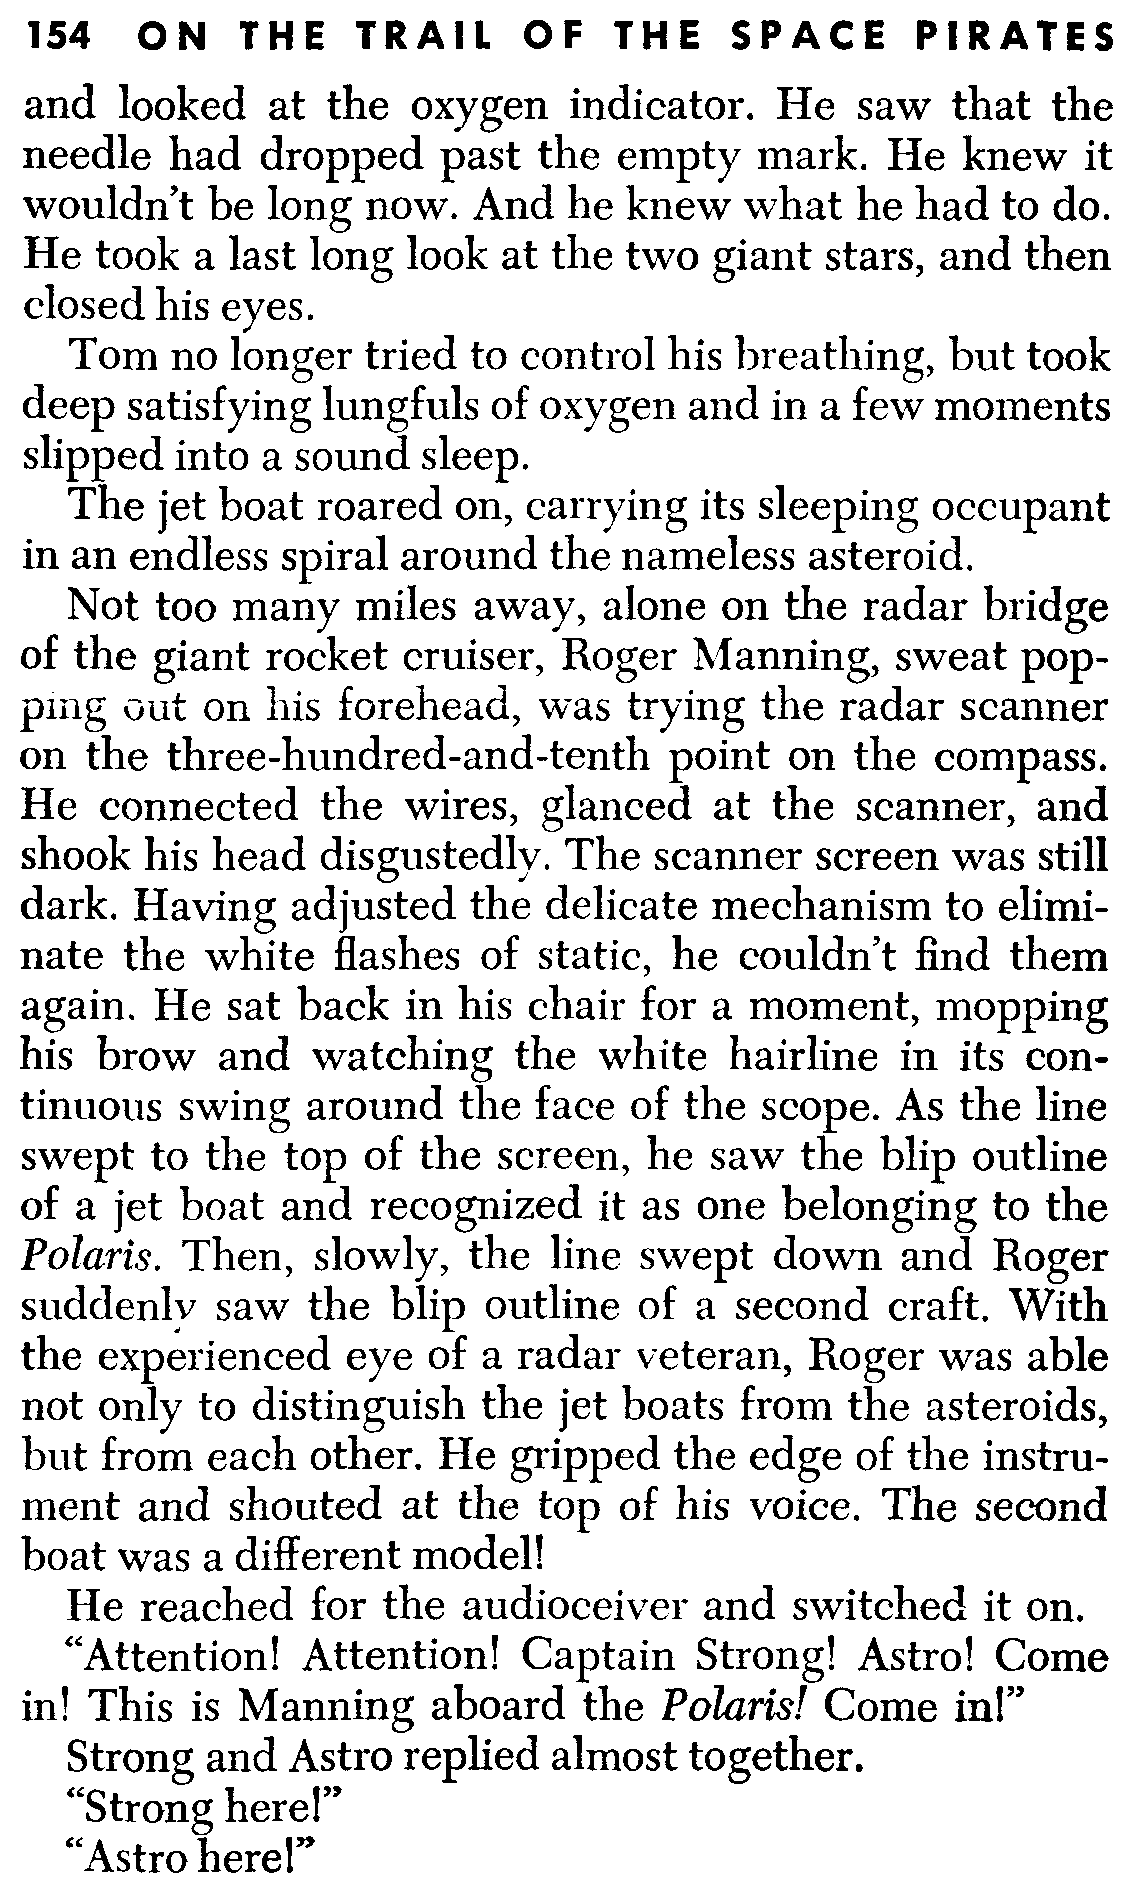 154 ON THE TRAIL OF THE SPACE PIRATES
and looked at the oxygen indicator. He saw that the
needle had dropped past the empty mark. He knew it
wouldn't be long now. And he knew what he had to do.
He took a last long look at the two giant stars, and then
closed his eyes.
Tom no longer tried to control his breathing, but took
deep satisfying lungfuls of oxygen and in a few moments
slipped into a sound sleep.
The jet boat roared on, carrying its sleeping occupant
in an endless spiral around the nameless asteroid.
Not too many miles away, alone on the radar bridge
of the giant rocket cruiser, Roger Manning, sweat pop-
ping out on his forehead, was trying the radar scanner
on the three-hundred-and-tenth point on the compass.
He connected the wires, glanced at the scanner, and
shook his head disgustedly. The scanner screen was still
dark. Having adjusted the delicate mechanism to elimi-
nate the white flashes of static, he couldn't find them
again. He sat back in his chair for a moment, mopping
his brow and watching the white hairline in its con-
tinuous swing around the face of the scope. As the line
swept to the top of the screen, he saw the blip outline
of a jet boat and recognized it as one belonging to the
Polaris. Then, slowly, the line swept down and Roger
suddenly saw the blip outline of a second craft. With
the experienced eye of a radar veteran, Roger was able
not only to distinguish the jet boats from the asteroids,
but from each other. He gripped the edge of the instru-
ment and shouted at the top of his voice. The second
boat was a different model!
He reached for the audioceiver and switched it on.
“Attention! Attention! Captain Strong! Astro! Come
in! This is Manning aboard the Polaris! Come in!”
Strong and Astro replied almost together.
“Strong here!”
“Astro here!”